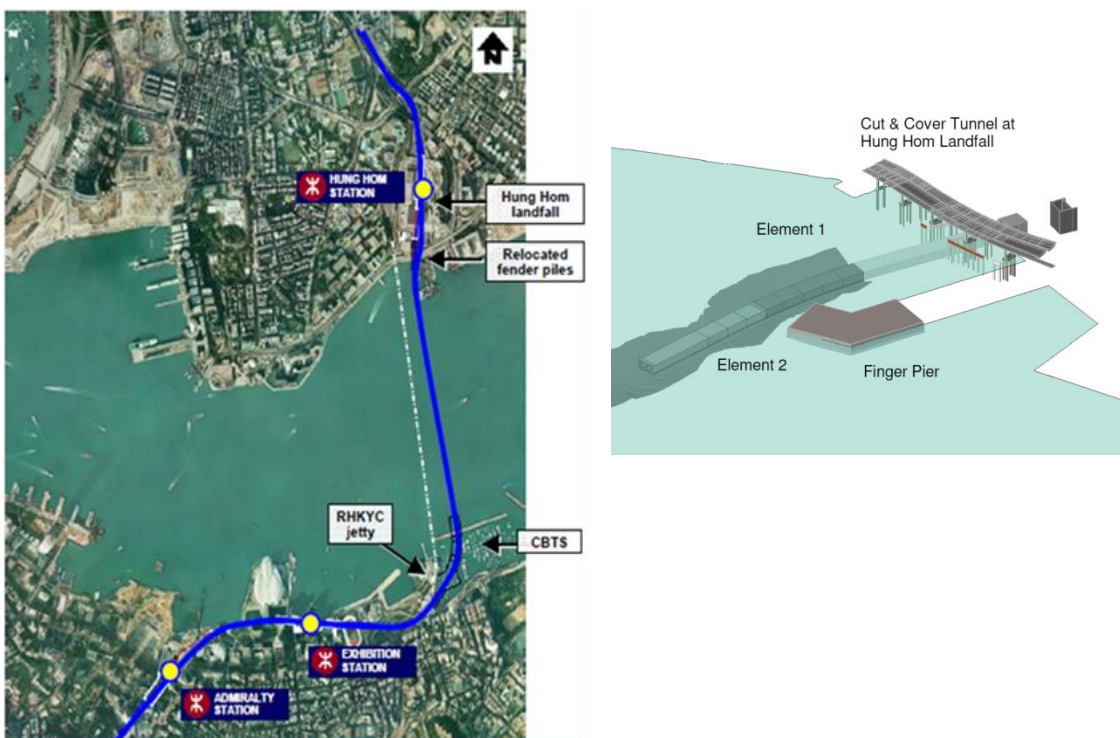 N
HUNG HOM
STATION
Hung Hom
landfall
Relocated
fender piles
RHKYC
jetty
CBTS
EXHIBITION
STATION
ADMIRALTY
STATION
Cut & Cover Tunnel at
Hung Hom Landfall
Element 1
Element 2
Finger Pier